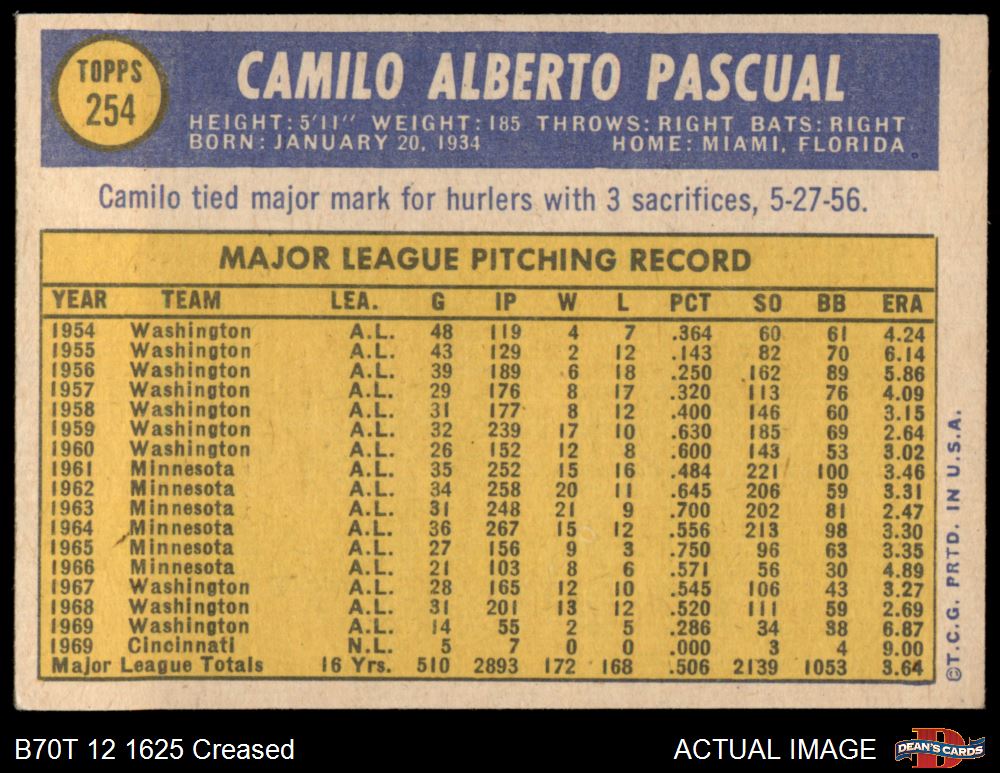 TOPPS
254
CAMILO ALBERTO PASCUAL
HEIGHT: 5'11" WEIGHT: 185 THROWS: RIGHT BATS: RIGHT
BORN: JANUARY 20, 1934 HOME: MIAMI, FLORIDA
Camilo tied major mark for hurlers with 3 sacrifices, 5-27-56.
MAJOR LEAGUE PITCHING RECORD
YEAR TEAM LEA. G IP W L PCT SO BB ERA
1954 Washington A.L. 48 119 4 7 .364 60 61 4.24
1955 Washington A.L. 43 129 2 12 .143 82 70 6.14
1956 Washington A.L. 39 189 6 18 .250 162 89 5.86
1957 Washington A.L. 29 176 8 17 .320 113 76 4.09
1958 Washington A.L. 31 177 8 12 .400 146 60 3.15
1959 Washington A.L. 32 239 17 10 .630 185 69 2.64
1960 Washington A.L. 26 152 12 8 .600 143 53 3.02
1961 Minnesota A.L. 35 252 15 16 .484 221 100 3.46
1962 Minnesota A.L. 34 258 20 11 .645 206 59 3.31
1963 Minnesota A.L. 31 248 21 9 .700 202 81 2.47
1964 Minnesota A.L. 36 267 15 12 .556 213 98 3.30
1965 Minnesota A.L. 27 156 9 3 .750 96 63 3.35
1966 Minnesota A.L. 21 103 8 6 .571 56 30 4.89
1967 Washington A.L. 28 165 12 10 .545 106 43 3.27
1968 Washington A.L. 31 201 13 12 .520 111 59 2.69
1969 Washington A.L. 14 55 2 5 .286 34 38 6.87
1969 Cincinnati N.L. 5 7 0 0 .000 3 4 9.00
Major League Totals 16 Yrs. 510 2893 172 168 .506 2139 1053 3.64
©T.C.G. PRTD. IN U.S.A.
B70T 12 1625 Creased
ACTUAL IMAGE
D
DEAN'S CARDS